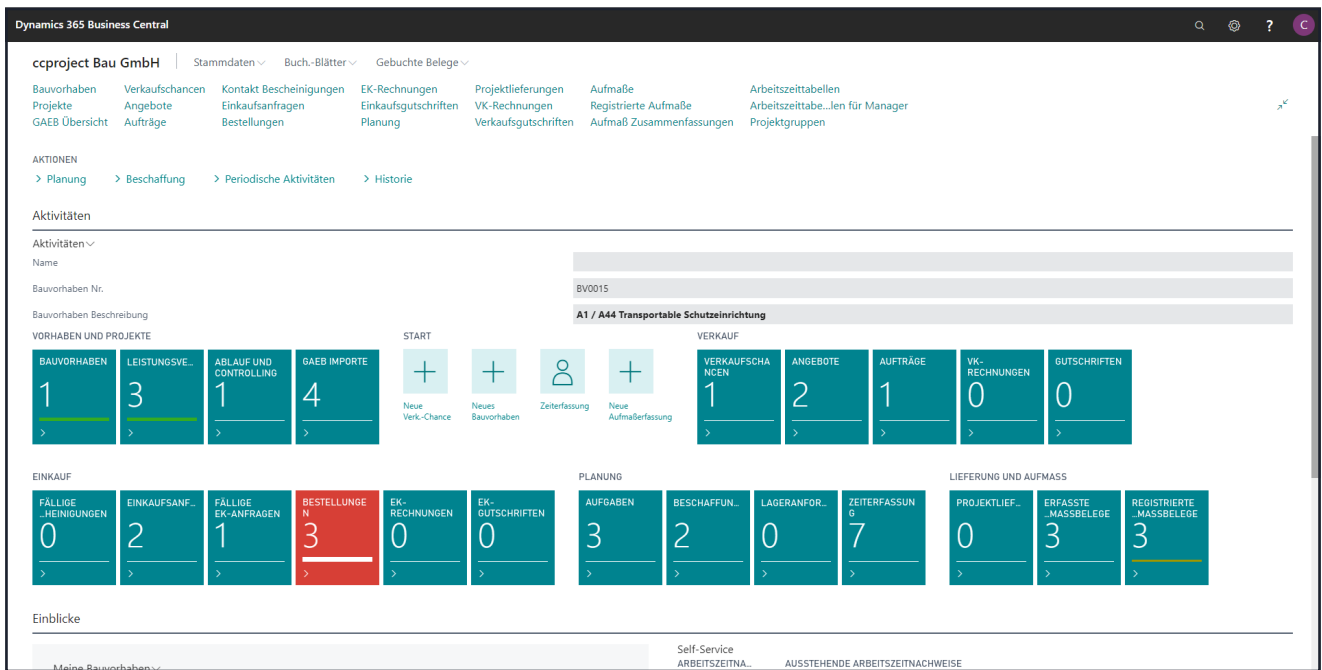 Dynamics 365 Business Central
?
C
ccproject Bau GmbH
Stammdaten
Buch.-Blätter
Gebuchte Belege
Bauvorhaben Verkaufschancen Kontakt Bescheinigungen EK-Rechnungen Projektlieferungen Aufmaße Arbeitszeittabellen
Projekte Angebote Einkaufsanfragen Einkaufsgutschriften VK-Rechnungen Registrierte Aufmaße Arbeitszeittabe...len für Manager
GAEB Übersicht Aufträge Bestellungen Planung Verkaufsgutschriften Aufmaß Zusammenfassungen Projektgruppen
AKTIONEN
> Planung > Beschaffung > Periodische Aktivitäten > Historie
Aktivitäten
Aktivitäten
Name
Bauvorhaben Nr. BV0015
Bauvorhaben Beschreibung A1 / A44 Transportable Schutzeinrichtung
VORHABEN UND PROJEKTE
BAUVORHABEN
1
LEISTUNGSVE...
3
ABLAUF UND
CONTROLLING
1
GAEB IMPORTE
4
START
Neue
Verk.-Chance
Neues
Bauvorhaben
Zeiterfassung
Neue
Aufmaßerfassung
VERKAUF
VERKAUFSCHA
NCEN
1
ANGEBOTE
2
AUFTRÄGE
1
VK-
RECHNUNGEN
0
GUTSCHRIFTEN
0
EINKAUF
FÄLLIGE
...HEINIGUNGEN
0
EINKAUFSANF...
2
FÄLLIGE
EK-ANFRAGEN
1
BESTELLUNGE
N
3
EK-
RECHNUNGEN
0
EK-
GUTSCHRIFTEN
0
PLANUNG
AUFGABEN
3
BESCHAFFUN...
2
LAGERANFOR...
0
ZEITERFASSUN
G
7
LIEFERUNG UND AUFMASS
PROJEKTLIEF...
0
ERFASSTE
...MASSBELEGE
3
REGISTRIERTE
...MASSBELEGE
3
Einblicke
Meine Bauvorhaben
Self-Service
ARBEITSZEITNA... AUSSTEHENDE ARBEITSZEITNACHWEISE